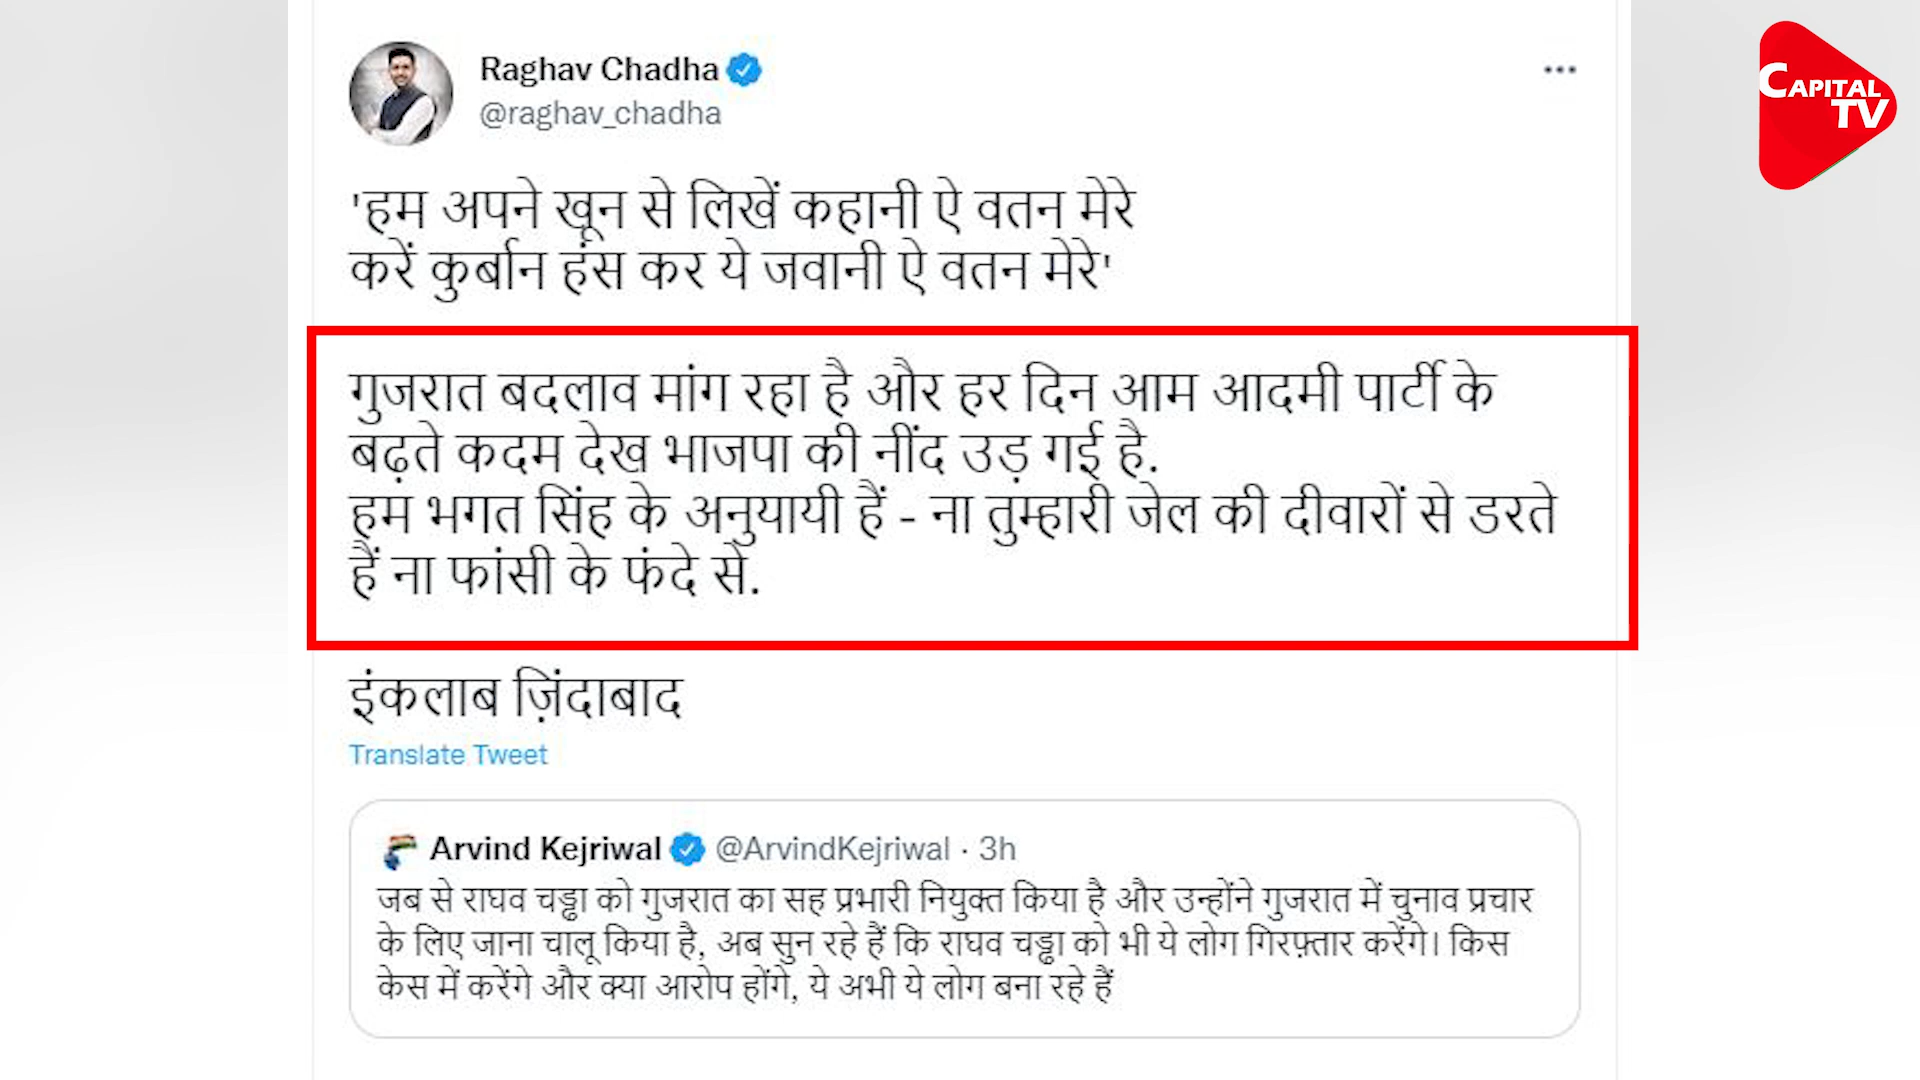 Raghav Chadha
@raghav_chadha
CAPITAL
TV
'हम अपने खून से लिखें कहानी ऐ वतन मेरे
करें कुर्बान हंस कर ये जवानी ऐ वतन मेरे'
गुजरात बदलाव मांग रहा है और हर दिन आम आदमी पार्टी के
बढ़ते कदम देख भाजपा की नींद उड़ गई है.
हम भगत सिंह के अनुयायी हैं - ना तुम्हारी जेल की दीवारों से डरते
हैं ना फांसी के फंदे से.
इंकलाब ज़िंदाबाद
Translate Tweet
Arvind Kejriwal @ArvindKejriwal · 3h
जब से राघव चड्ढा को गुजरात का सह प्रभारी नियुक्त किया है और उन्होंने गुजरात में चुनाव प्रचार
के लिए जाना चालू किया है, अब सुन रहे हैं कि राघव चड्ढा को भी ये लोग गिरफ़्तार करेंगे। किस
केस में करेंगे और क्या आरोप होंगे, ये अभी ये लोग बना रहे हैं